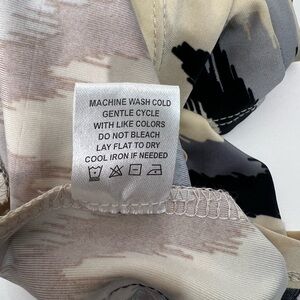 MACHINE WASH COLD
GENTLE CYCLE
WITH LIKE COLORS
DO NOT BLEACH
LAY FLAT TO DRY
COOL IRON IF NEEDED